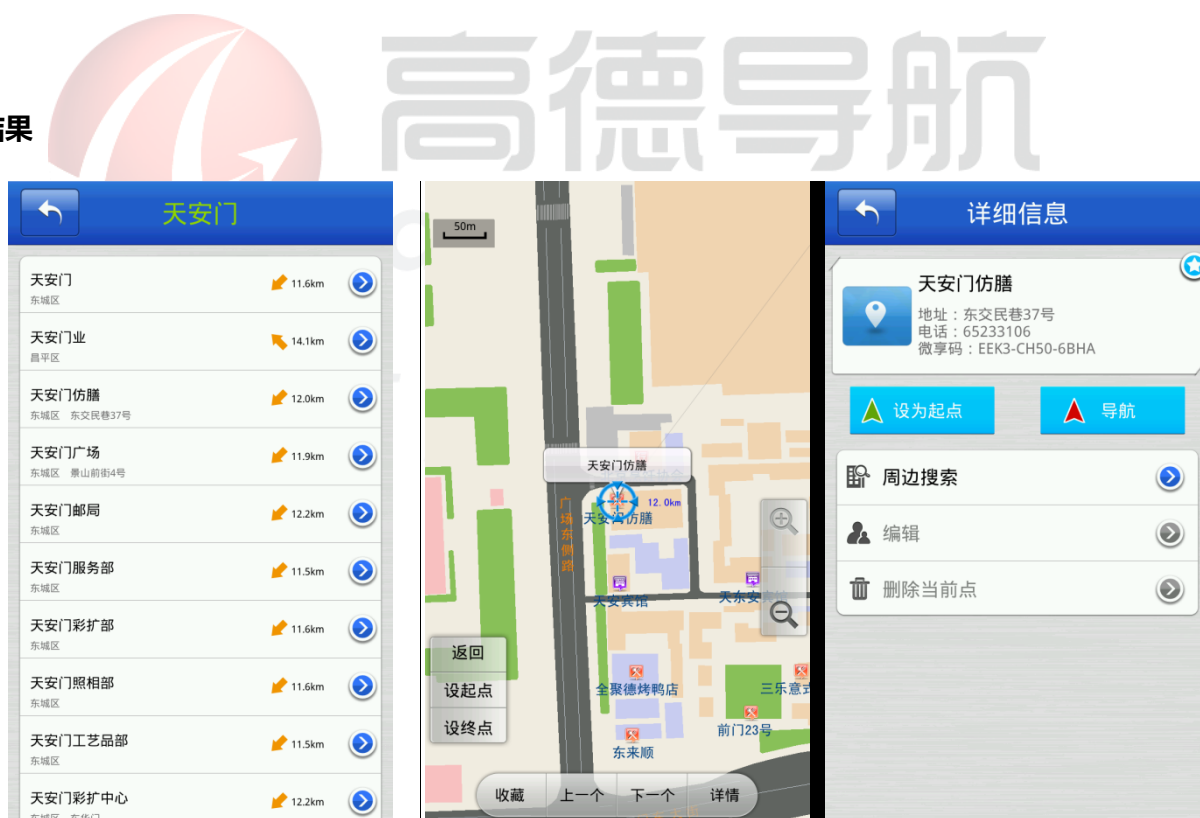 高德导航
果
天安门
天安门
11.6km
东城区
天安门业
14.1km
昌平区
天安门仿膳
12.0km
东城区 东交民巷37号
天安门广场
11.9km
东城区 景山前街4号
天安门邮局
12.2km
东城区
天安门服务部
11.5km
东城区
天安门彩扩部
11.6km
东城区
天安门照相部
11.6km
东城区
天安门工艺品部
11.5km
东城区
天安门彩扩中心
12.2km
50m
天安门仿膳
12.0km
天安门仿膳
广场东侧路
天安宾馆
天东安宾馆
返回
设起点
设终点
全聚德烤鸭店
三乐意式
前门23号
东来顺
收藏 上一个 下一个 详情
详细信息
天安门仿膳
地址：东交民巷37号
电话：65233106
微享码：EEK3-CH50-6BHA
设为起点
导航
周边搜索
编辑
删除当前点